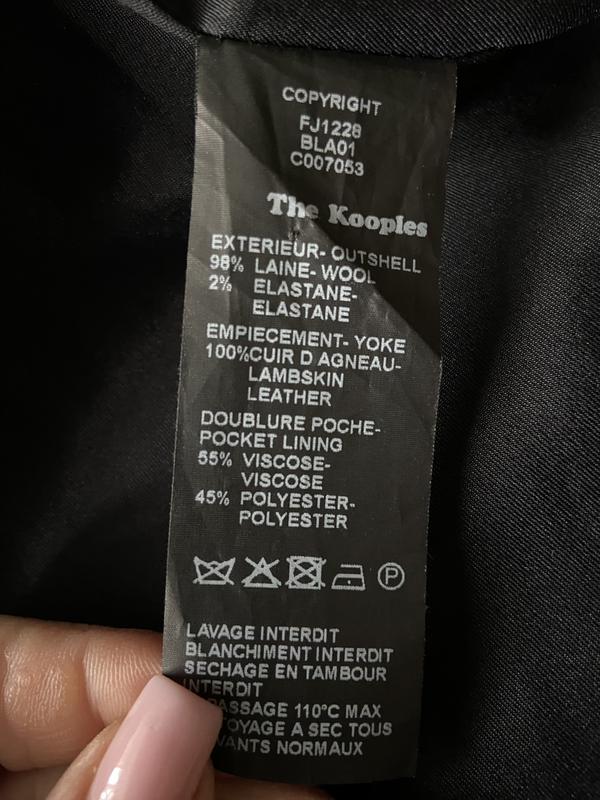 COPYRIGHT
FJ1228
BLA01
C007053
The Kooples
EXTERIEUR- OUTSHELL
98% LAINE- WOOL
2% ELASTANE-
ELASTANE
EMPIECEMENT- YOKE
100%CUIR D AGNEAU-
LAMBSKIN
LEATHER
DOUBLURE POCHE-
POCKET LINING
55% VISCOSE-
VISCOSE
45% POLYESTER-
POLYESTER
P
LAVAGE INTERDIT
BLANCHIMENT INTERDIT
SECHAGE EN TAMBOUR
INTERDIT
110°C MAX
A SEC TOUS
NORMAUX